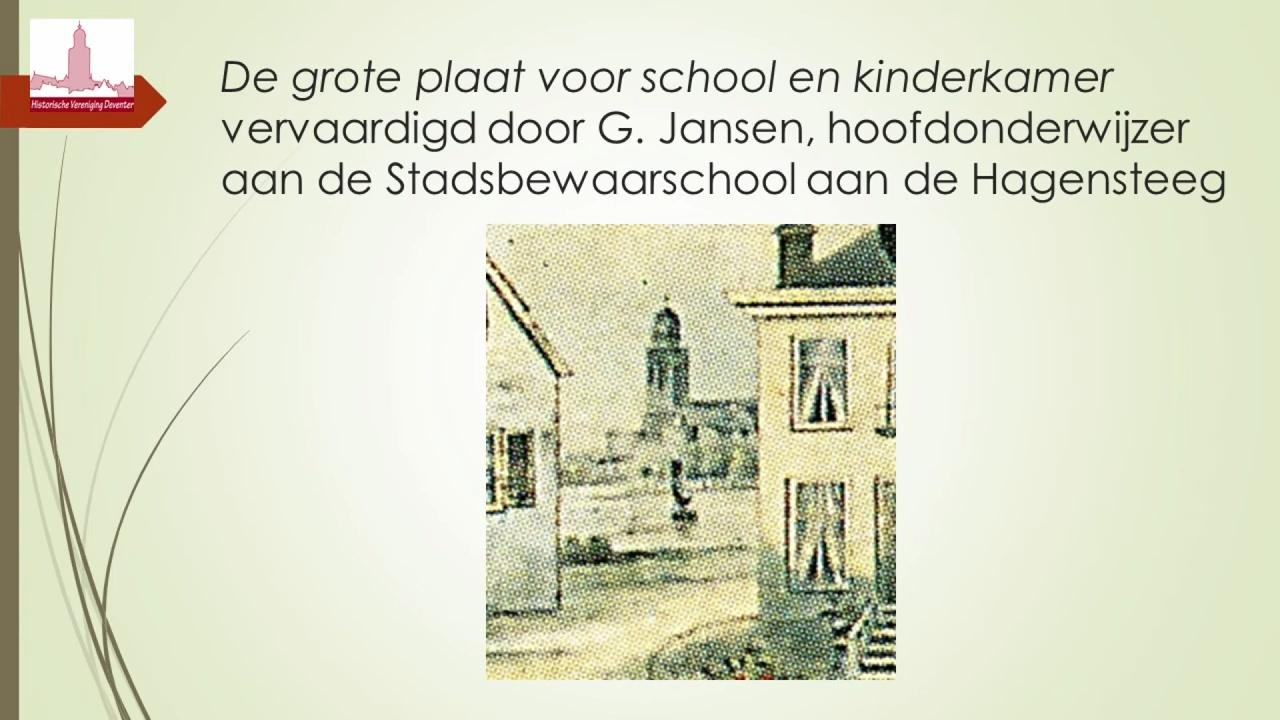 Historische Vereniging Deventer
De grote plaat voor school en kinderkamer
vervaardigd door G. Jansen, hoofdonderwijzer
aan de Stadsbewaarschool aan de Hagensteeg